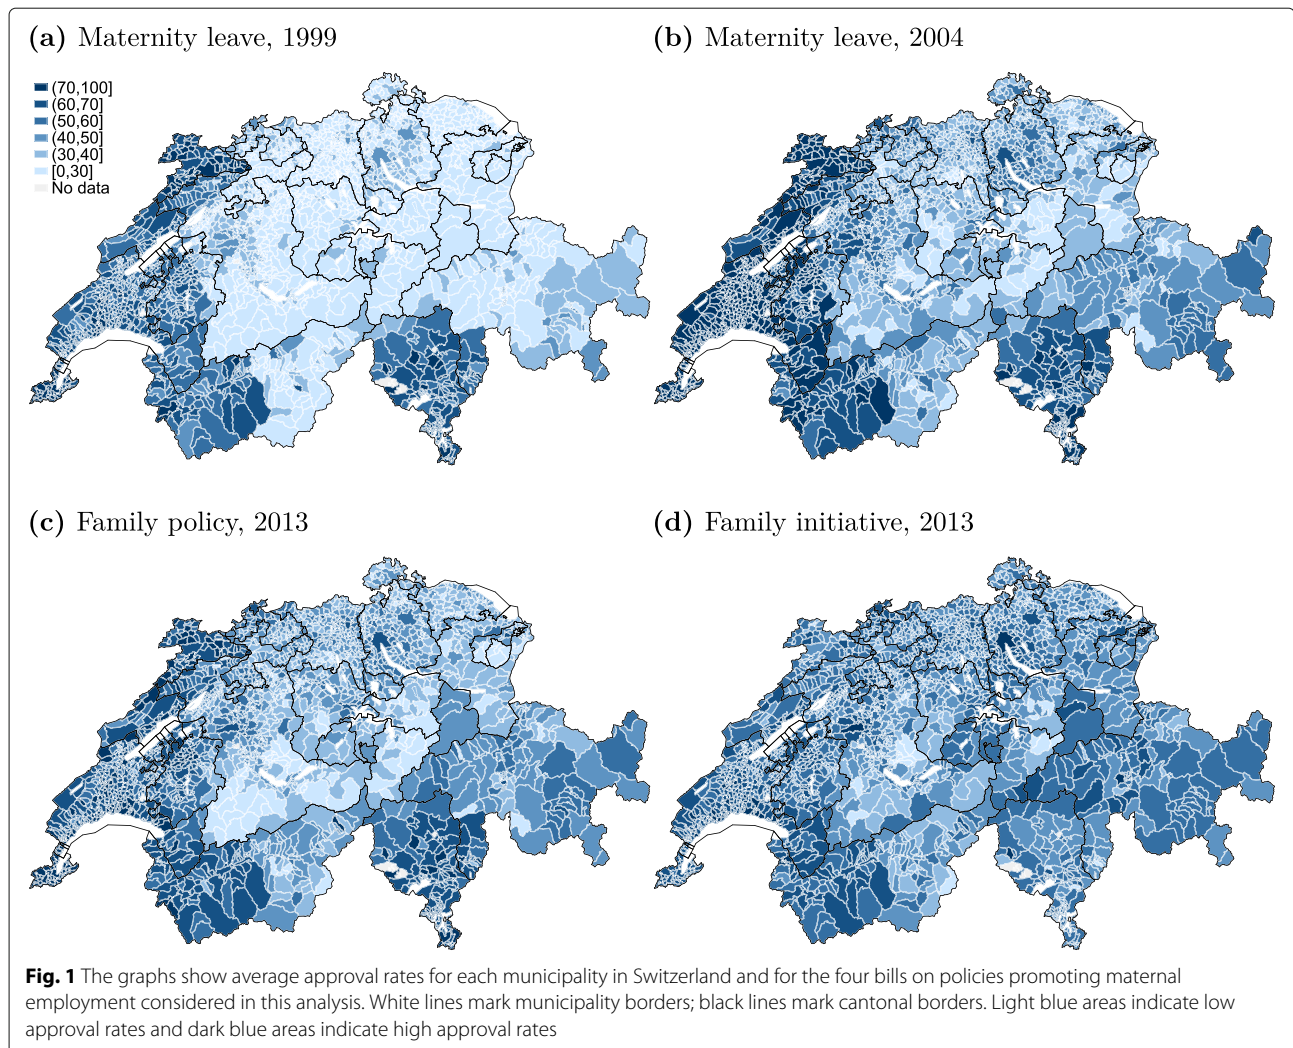 (a) Maternity leave, 1999
(b) Maternity leave, 2004
(70,100]
(60,70]
(50,60]
(40,50]
(30,40]
[0,30]
No data
(c) Family policy, 2013
(d) Family initiative, 2013
Fig. 1 The graphs show average approval rates for each municipality in Switzerland and for the four bills on policies promoting maternal
employment considered in this analysis. White lines mark municipality borders; black lines mark cantonal borders. Light blue areas indicate low
approval rates and dark blue areas indicate high approval rates